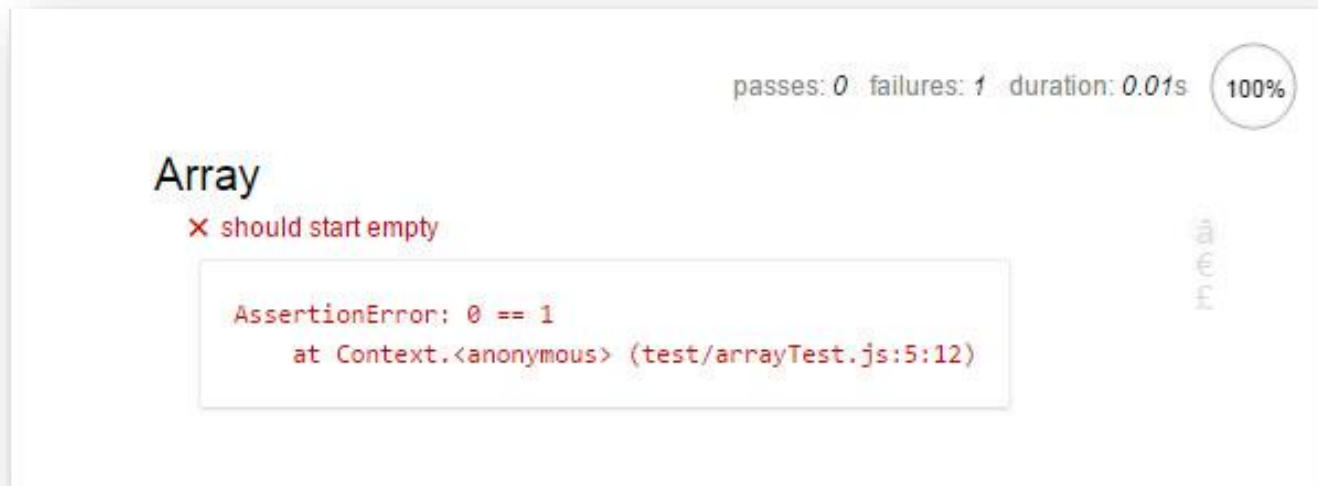 passes: 0 failures: 1 duration: 0.01s 100%
Array
× should start empty
AssertionError: 0 == 1
at Context.<anonymous> (test/arrayTest.js:5:12)